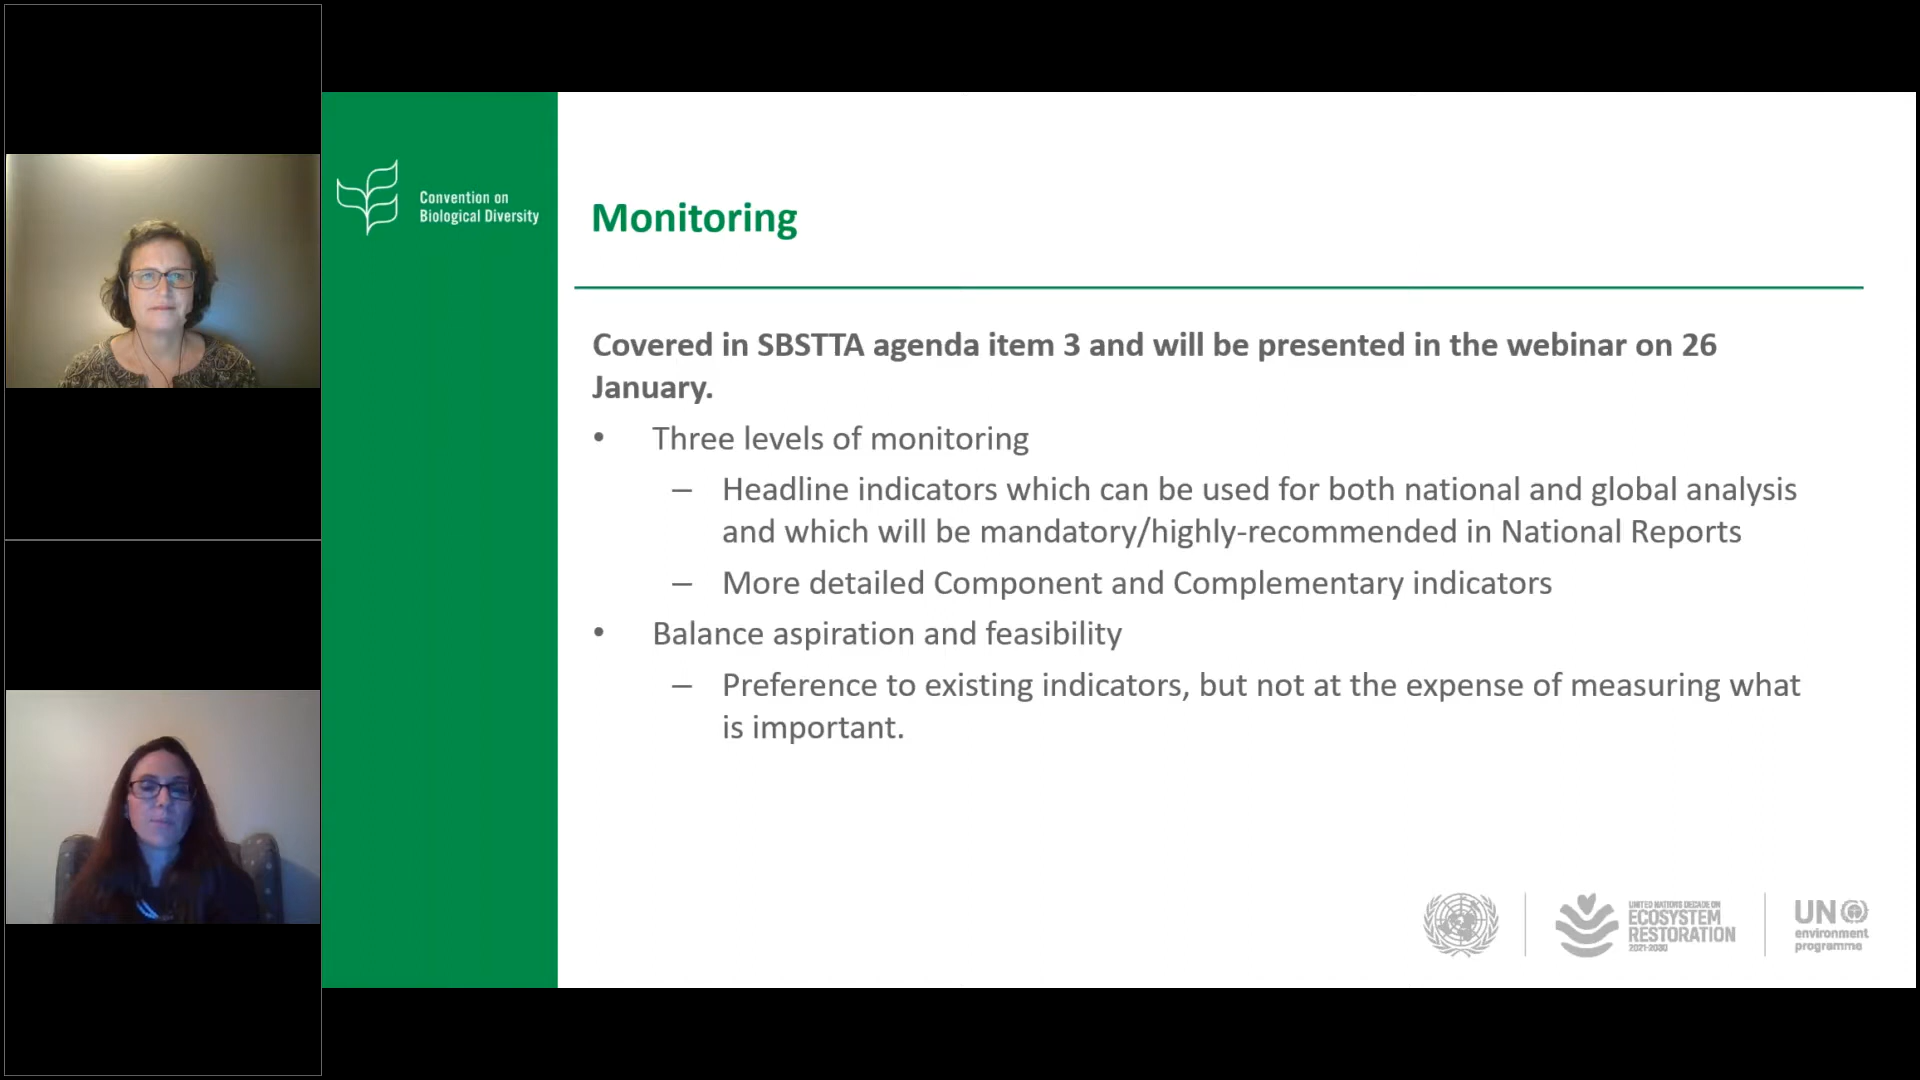 Convention on
Biological Diversity
Monitoring
Covered in SBSTTA agenda item 3 and will be presented in the webinar on 26
January.
• Three levels of monitoring
– Headline indicators which can be used for both national and global analysis
and which will be mandatory/highly-recommended in National Reports
– More detailed Component and Complementary indicators
• Balance aspiration and feasibility
– Preference to existing indicators, but not at the expense of measuring what
is important.
UNITED NATIONS DECADE ON
ECOSYSTEM
RESTORATION
2021-2030
UN
environment
programme